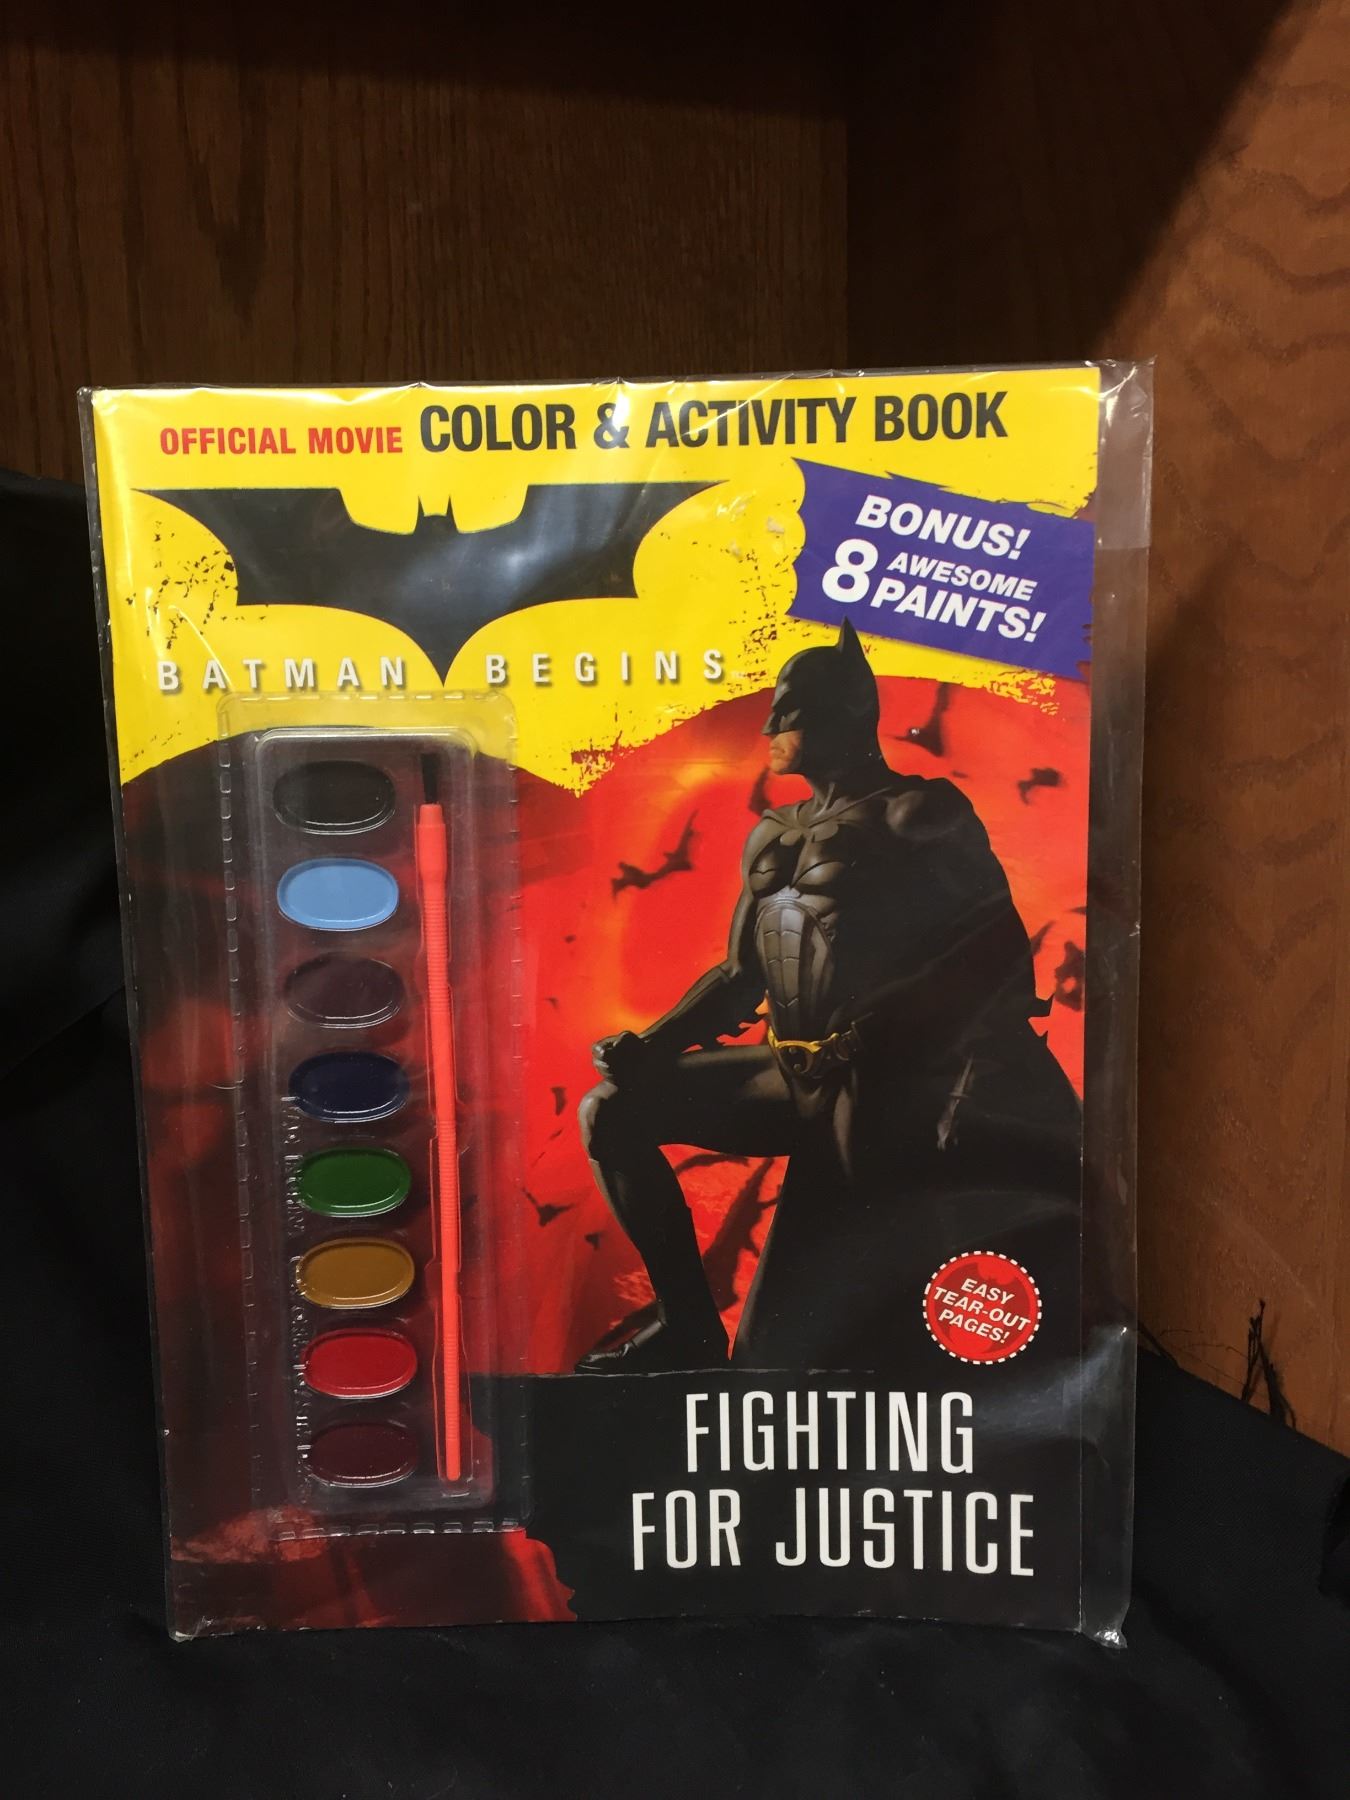 OFFICIAL MOVIE COLOR & ACTIVITY BOOK
BATMAN BEGINS
BONUS!
8 AWESOME
PAINTS!
EASY
TEAR-OUT
PAGES!
FIGHTING
FOR JUSTICE